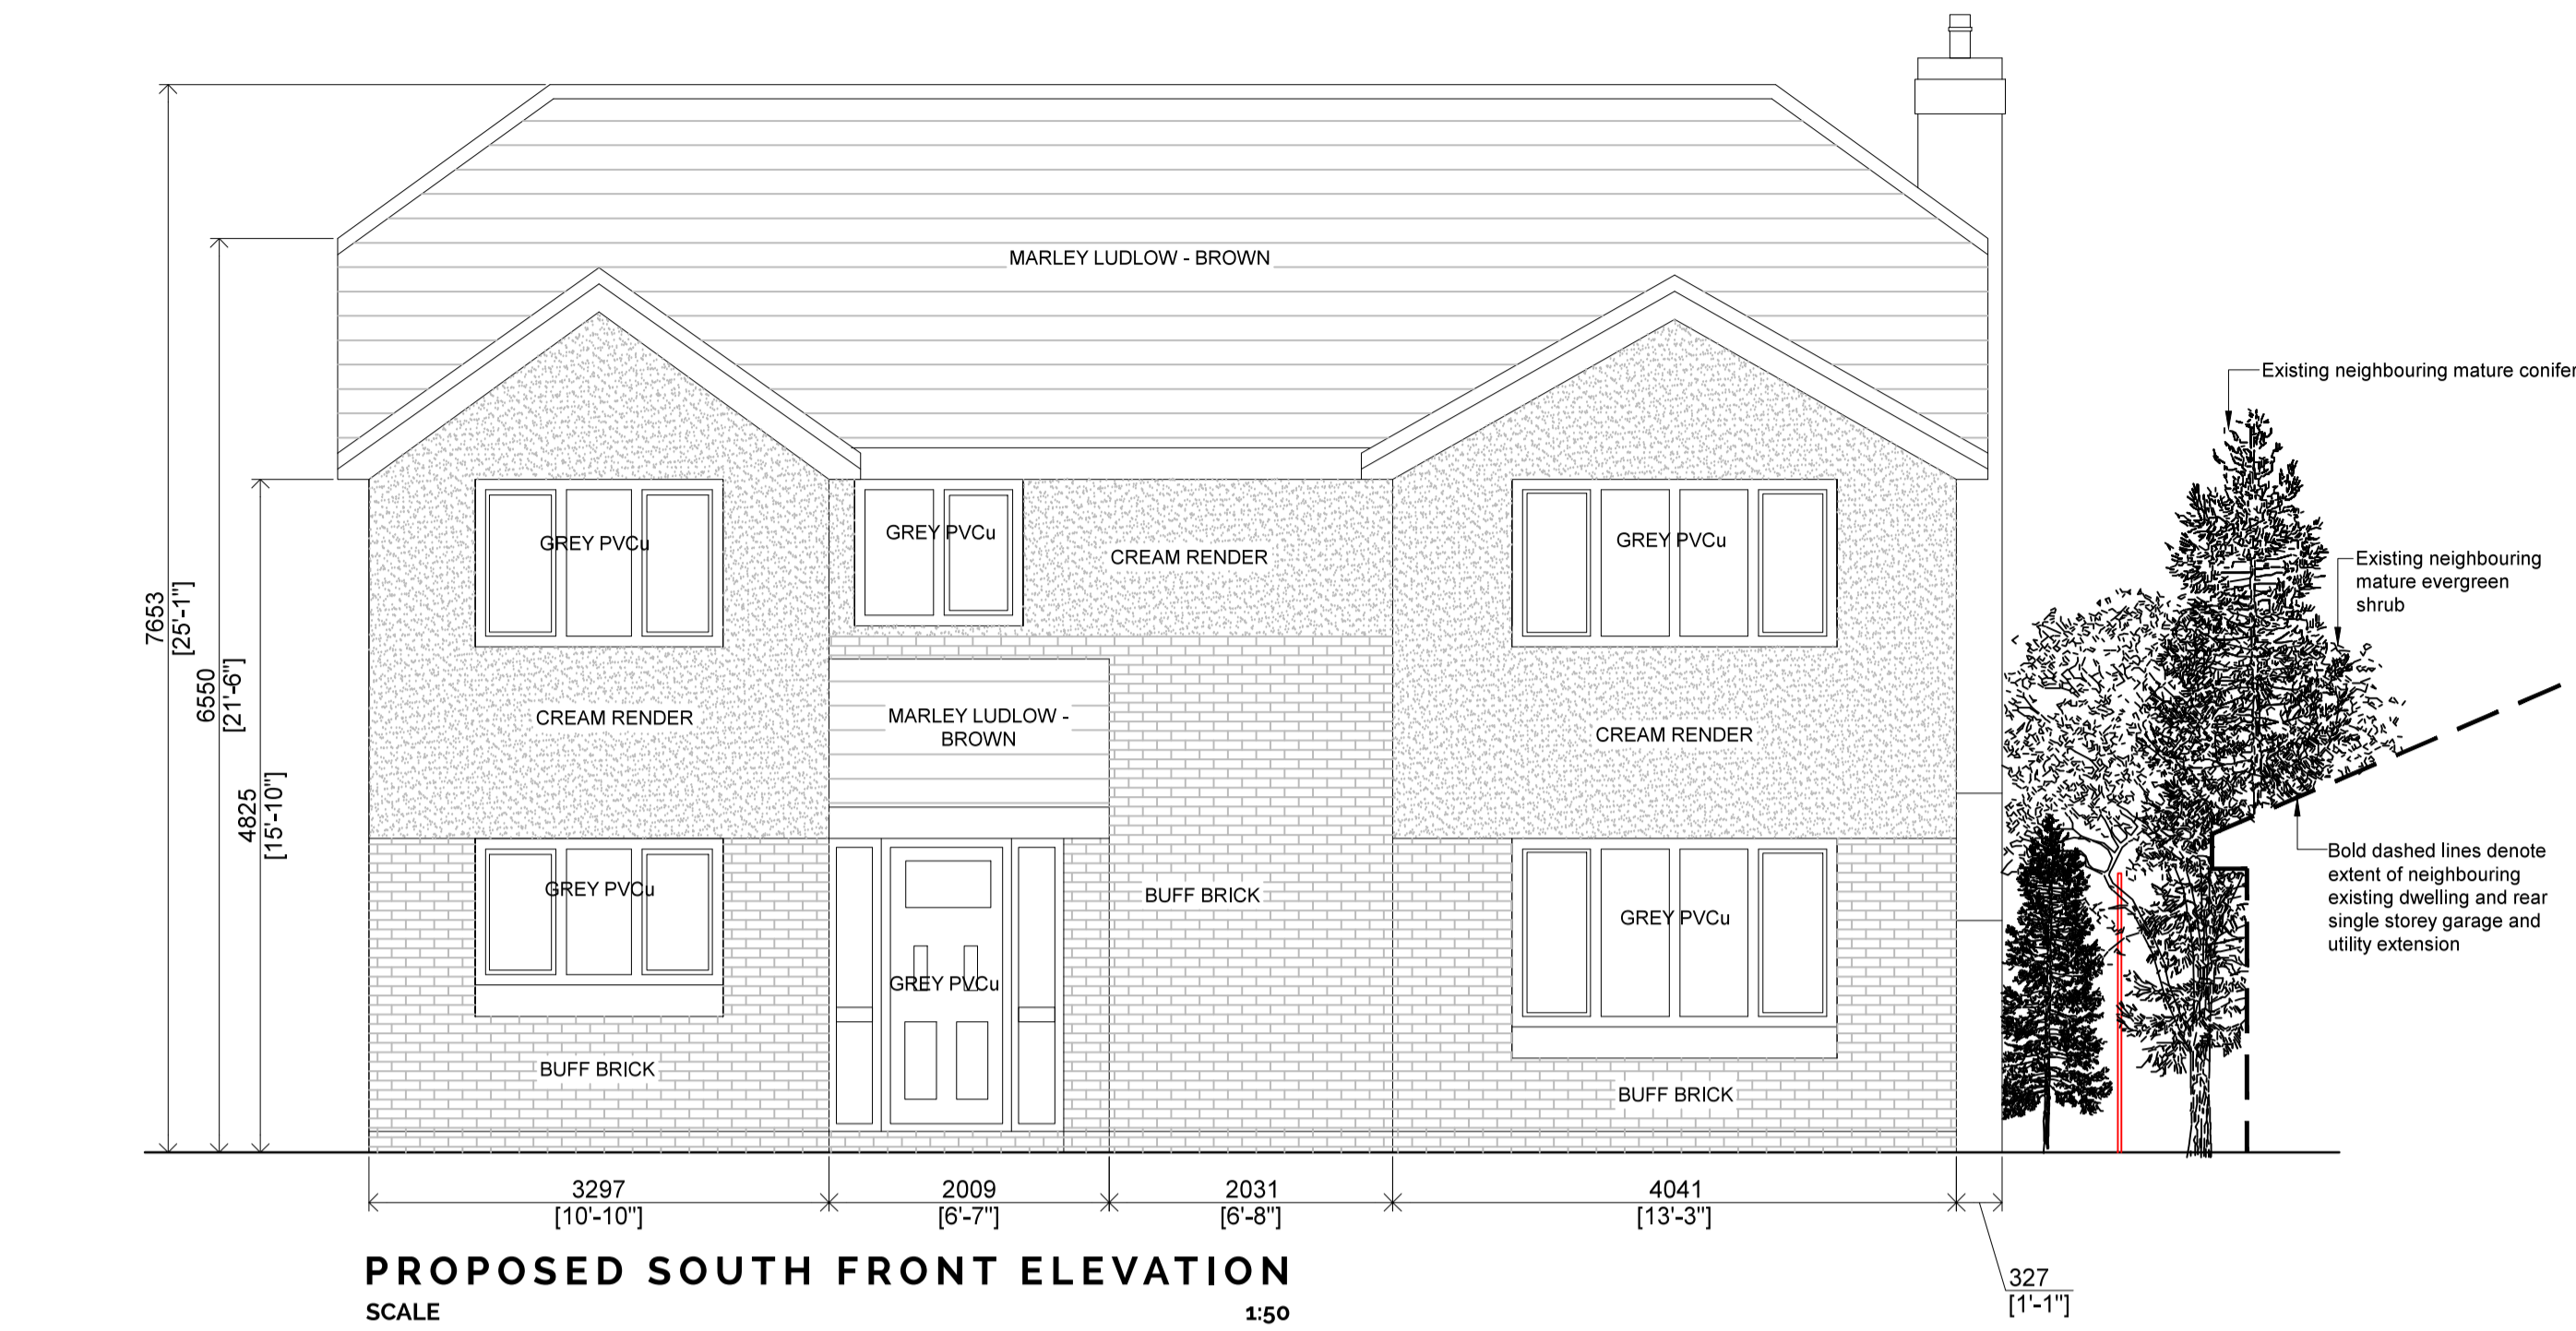 MARLEY LUDLOW - BROWN
Existing neighbouring mature conifer
GREY PVCu
GREY PVCu
CREAM RENDER
GREY PVCu
Existing neighbouring
mature evergreen
shrub
7653
[25'-1"]
6550
[21'-6"]
4825
[15'-10"]
CREAM RENDER
MARLEY LUDLOW -
BROWN
CREAM RENDER
GREY PVCu
BUFF BRICK
GREY PVCu
GREY PVCu
Bold dashed lines denote
extent of neighbouring
existing dwelling and rear
single storey garage and
utility extension
BUFF BRICK
BUFF BRICK
3297
[10'-10"]
2009
[6'-7"]
2031
[6'-8"]
4041
[13'-3"]
327
[1'-1"]
PROPOSED SOUTH FRONT ELEVATION
SCALE 1:50